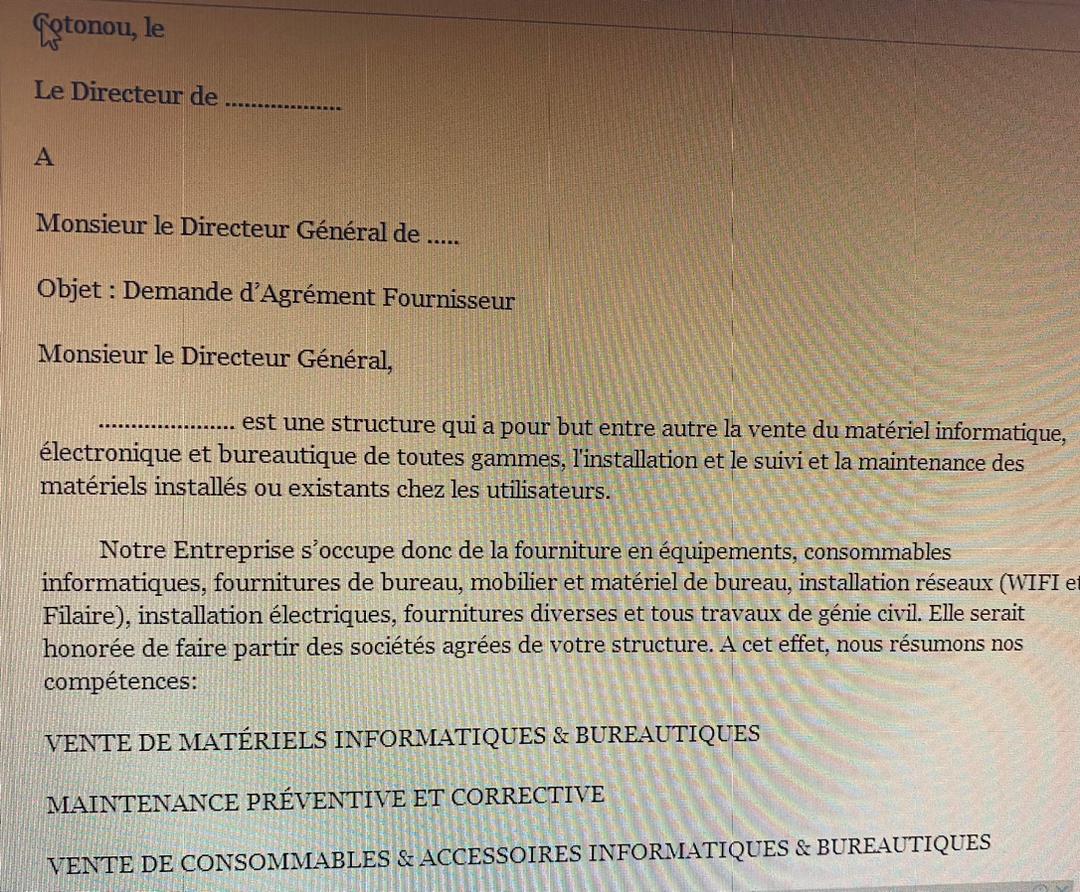 Cotonou, le
Le Directeur de ..................
A
Monsieur le Directeur Général de .....
Objet : Demande d’Agrément Fournisseur
Monsieur le Directeur Général,
..................... est une structure qui a pour but entre autre la vente du matériel informatique,
électronique et bureautique de toutes gammes, l'installation et le suivi et la maintenance des
matériels installés ou existants chez les utilisateurs.
Notre Entreprise s’occupe donc de la fourniture en équipements, consommables
informatiques, fournitures de bureau, mobilier et matériel de bureau, installation réseaux (WIFI et
Filaire), installation électriques, fournitures diverses et tous travaux de génie civil. Elle serait
honorée de faire partir des sociétés agrées de votre structure. A cet effet, nous résumons nos
compétences:
VENTE DE MATÉRIELS INFORMATIQUES & BUREAUTIQUES
MAINTENANCE PRÉVENTIVE ET CORRECTIVE
VENTE DE CONSOMMABLES & ACCESSOIRES INFORMATIQUES & BUREAUTIQUES